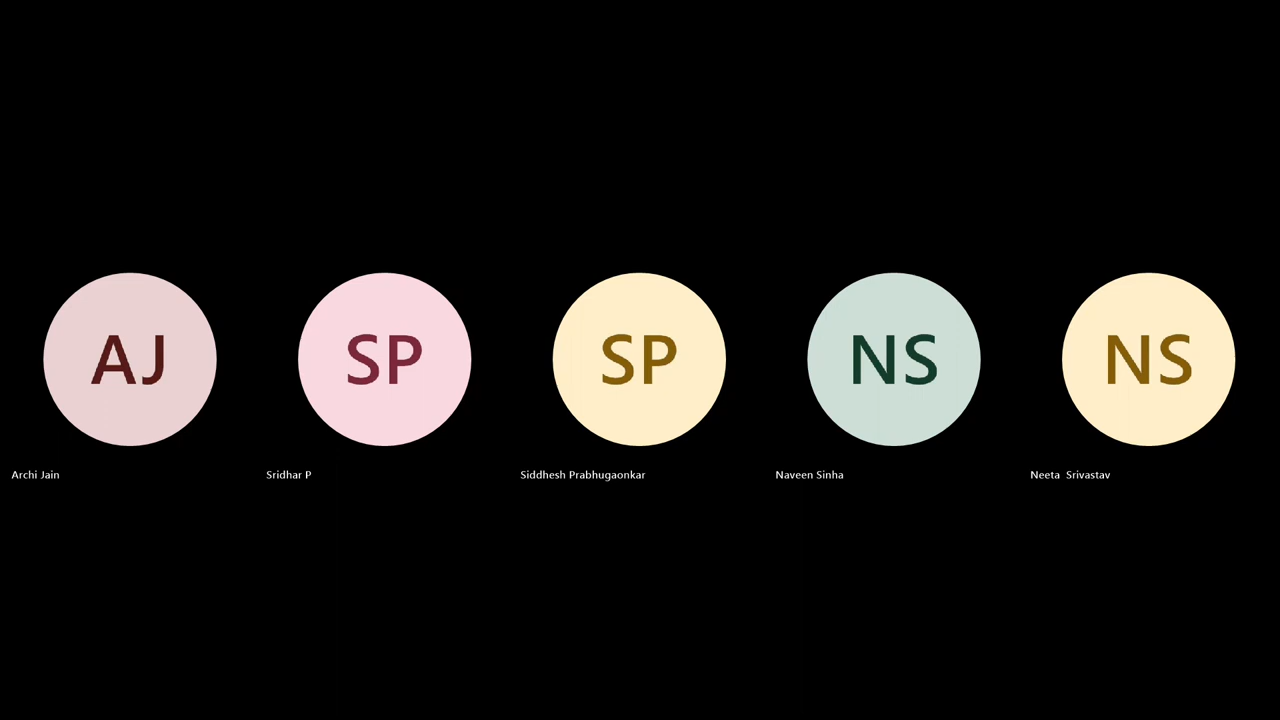 AJ
SP
SP
NS
NS
Archi Jain
Sridhar P
Siddhesh Prabhugaonkar
Naveen Sinha
Neeta  Srivastav